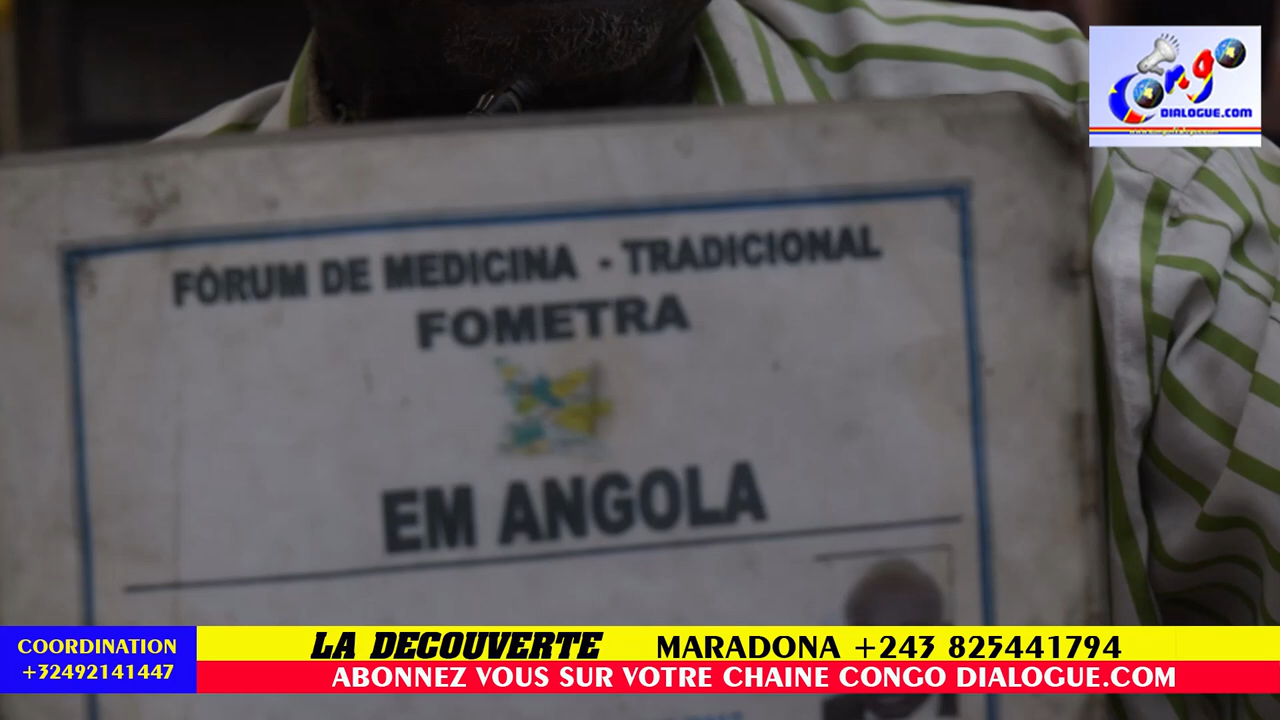 DIALOGUE.COM
FÓRUM DE MEDICINA - TRADICIONAL
FOMETRA
EM ANGOLA
COORDINATION
+32492141447
LA DECOUVERTE MARADONA +243 825441794
ABONNEZ VOUS SUR VOTRE CHAINE CONGO DIALOGUE.COM